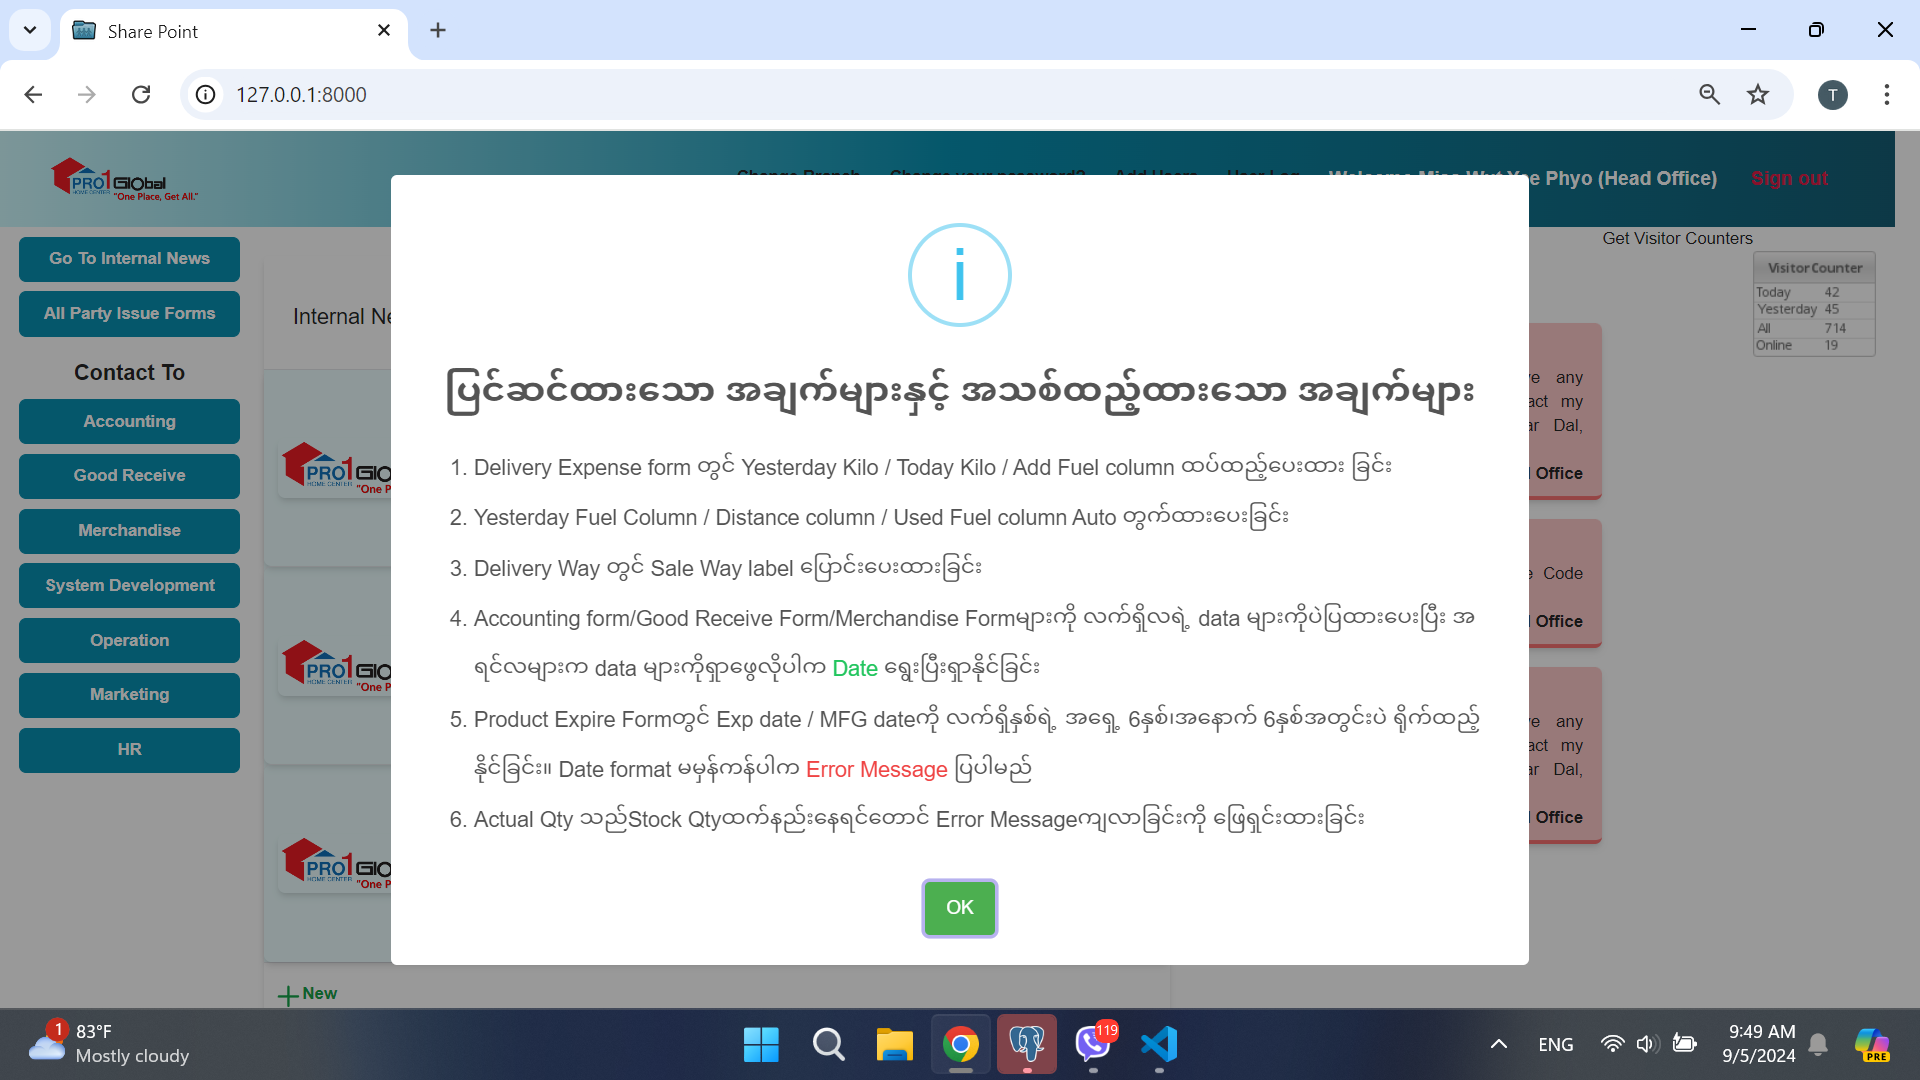 Share Point
127.0.0.1:8000
T
PRO1 Global
HOME CENTER
"One Place, Get All."
Phyo (Head Office)
Sign out
Go To Internal News
All Party Issue Forms
Contact To
Accounting
Good Receive
Merchandise
System Development
Operation
Marketing
HR
Internal
PRO1
HOME CENTER
PRO1
HOME CENTER
PRO1
HOME CENTER
New
ပြင်ဆင်ထားသော အချက်များနှင့် အသစ်ထည့်ထားသော အချက်များ
1. Delivery Expense form တွင် Yesterday Kilo / Today Kilo / Add Fuel column ထပ်ထည့်ပေးထား ခြင်း
2. Yesterday Fuel Column / Distance column / Used Fuel column Auto တွက်ထားပေးခြင်း
3. Delivery Way တွင် Sale Way label ပြောင်းပေးထားခြင်း
4. Accounting form/Good Receive Form/Merchandise Formများကို လက်ရှိလရဲ့ data များကိုပဲပြထားပေးပြီး အ
ရင်လများက data များကိုရှာဖွေလိုပါက Date ရွေးပြီးရှာနိုင်ခြင်း
5. Product Expire Formတွင် Exp date / MFG dateကို လက်ရှိနှစ်ရဲ့ အရှေ့ 6နှစ်၊အနောက် 6နှစ်အတွင်းပဲ ရိုက်ထည့်
နိုင်ခြင်း။ Date format မမှန်ကန်ပါက Error Message ပြပါမည်
6. Actual Qty သည်Stock Qtyထက်နည်းနေရင်တောင် Error Messageကျလာခြင်းကို ဖြေရှင်းထားခြင်း
OK
Get Visitor Counters
Visitor Counter
Today 42
Yesterday 45
All 714
Online 19
any
act my
Dal,
Office
Code
Office
any
act my
Dal,
Office
1
83°F
Mostly cloudy
119
ENG
9:49 AM
9/5/2024
PRE